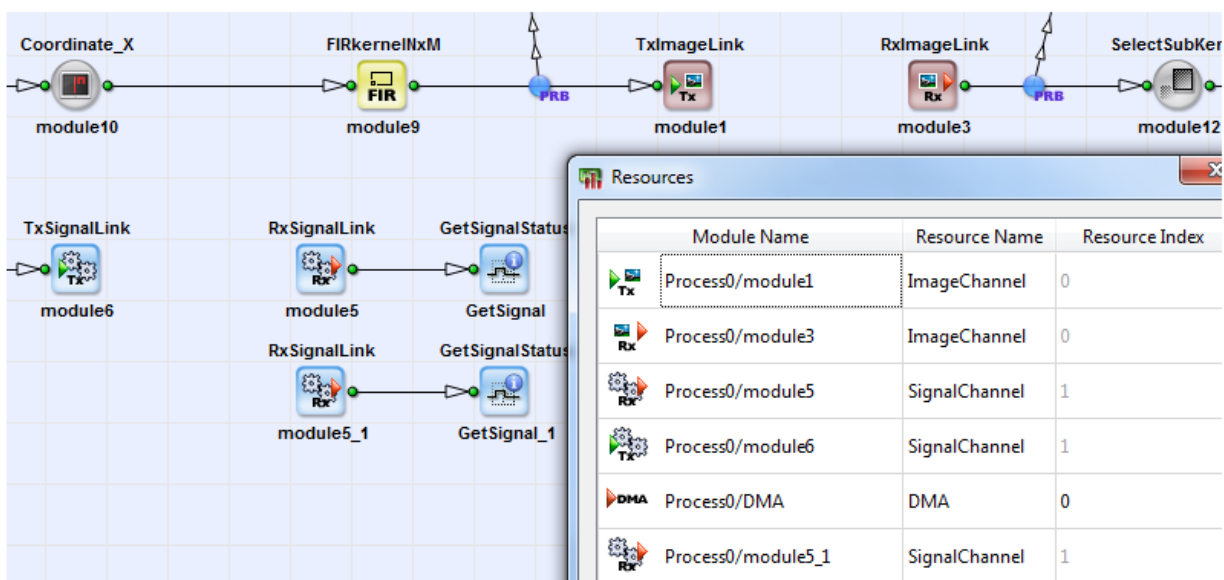 Coordinate_X FIRkernelNxM TxImageLink RxImageLink SelectSubKer
FIR PRB Tx Rx PRB
module10 module9 module1 module3 module12
Resources
TxSignalLink RxSignalLink GetSignalStatus
Module Name Resource Name Resource Index
Tx Rx
Tx Process0/module1 ImageChannel 0
module6 module5 GetSignal
Rx Process0/module3 ImageChannel 0
RxSignalLink GetSignalStatus
Rx
Rx Process0/module5 SignalChannel 1
module5_1 GetSignal_1
Tx Process0/module6 SignalChannel 1
DMA Process0/DMA DMA 0
Rx Process0/module5_1 SignalChannel 1